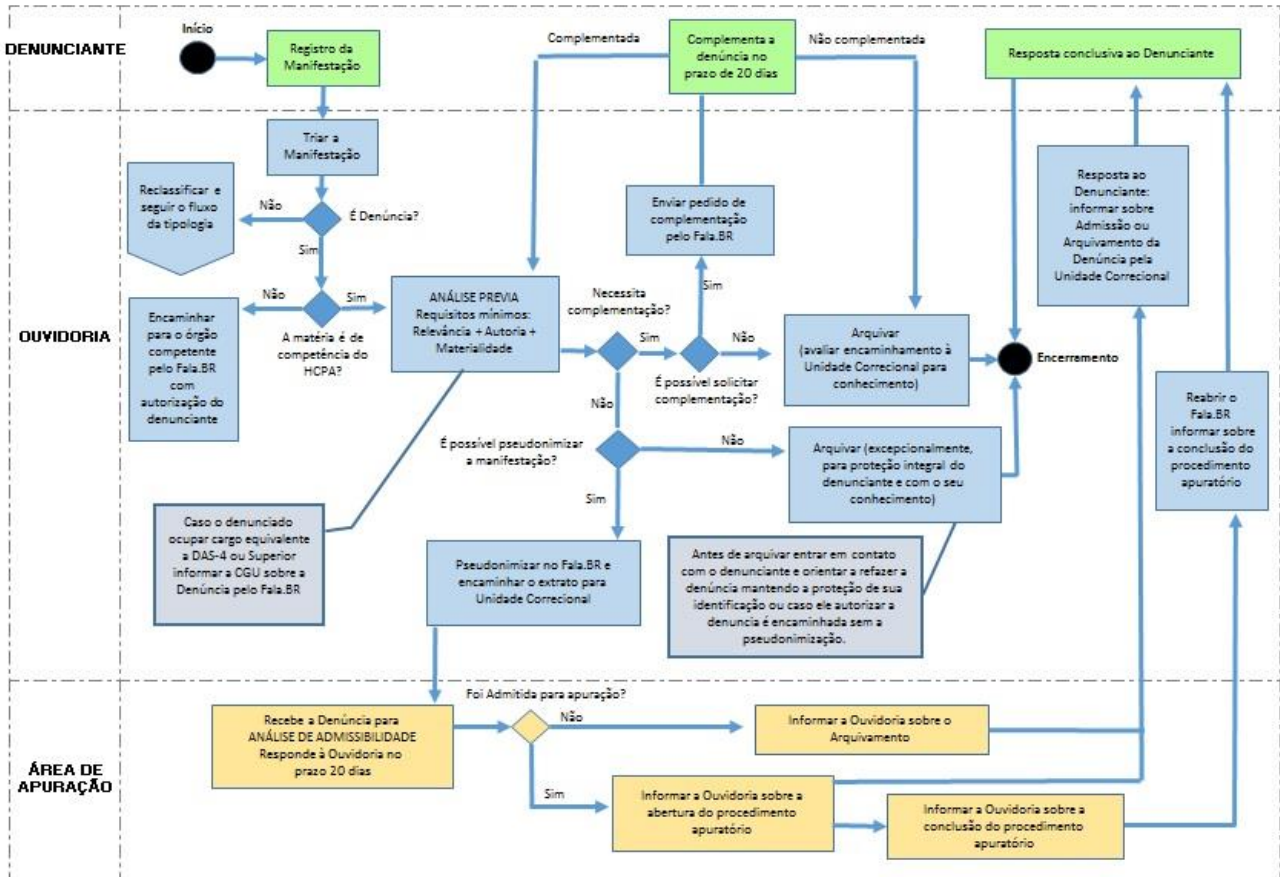 DENUNCIANTE
Início
Registro da
Manifestação
Complementada
Complementa a
denúncia no
prazo de 20 dias
Não complementada
Resposta conclusiva ao Denunciante
OUVIDORIA
Triar a
Manifestação
Reclassificar e
seguir o fluxo
da tipologia
Não
É Denúncia?
Sim
Encaminhar
para o órgão
competente
pelo Fala.BR
com
autorização do
denunciante
Não
Sim
A matéria é de
competência do
HCPA?
ANÁLISE PREVIA
Requisitos mínimos:
Relevância + Autoria +
Materialidade
Necessita
complementação?
Sim
Não
Enviar pedido de
complementação
pelo Fala.BR
Sim
Não
É possível solicitar
complementação?
Arquivar
(avaliar encaminhamento à
Unidade Correcional para
conhecimento)
Encerramento
Resposta ao
Denunciante:
informar sobre
Admissão ou
Arquivamento da
Denúncia pela
Unidade Correcional
Reabrir o
Fala.BR
informar sobre
a conclusão do
procedimento
apuratório
É possível pseudonimizar
a manifestação?
Não
Sim
Arquivar (excepcionalmente,
para proteção integral do
denunciante e com o seu
conhecimento)
Caso o denunciado
ocupar cargo equivalente
a DAS-4 ou Superior
informar a CGU sobre a
Denúncia pelo Fala.BR
Pseudonimizar no Fala.BR e
encaminhar o extrato para
Unidade Correcional
Antes de arquivar entrar em contato
com o denunciante e orientar a refazer a
denúncia mantendo a proteção de sua
identificação ou caso ele autorizar a
denuncia é encaminhada sem a
pseudonimização.
ÁREA DE
APURAÇÃO
Recebe a Denúncia para
ANÁLISE DE ADMISSIBILIDADE
Responde à Ouvidoria no
prazo 20 dias
Foi Admitida para apuração?
Não
Sim
Informar a Ouvidoria sobre o
Arquivamento
Informar a Ouvidoria sobre a
abertura do procedimento
apuratório
Informar a Ouvidoria sobre a
conclusão do procedimento
apuratório